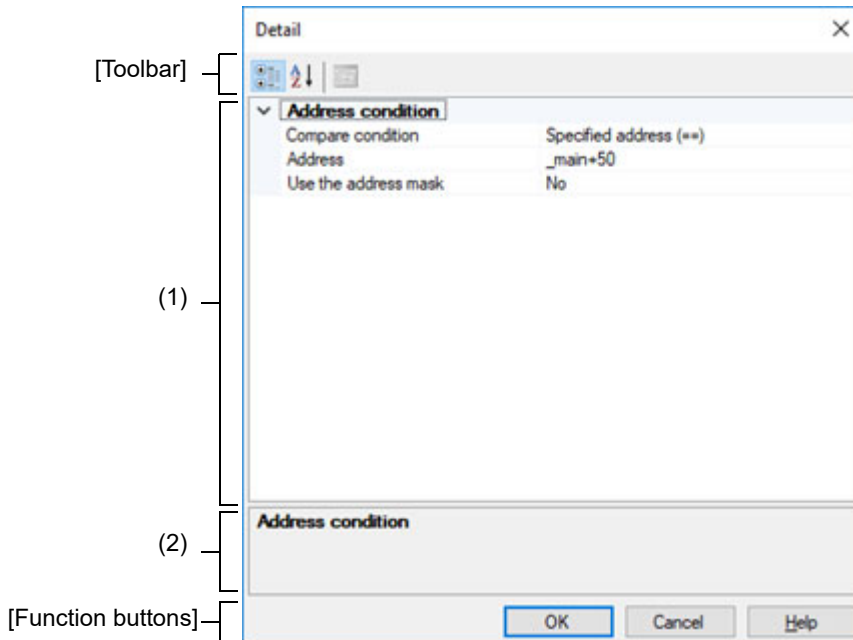 Detail
[Toolbar]
Address condition
Compare condition Specified address (==)
Address _main+50
Use the address mask No
(1)
Address condition
(2)
[Function buttons]
OK Cancel Help